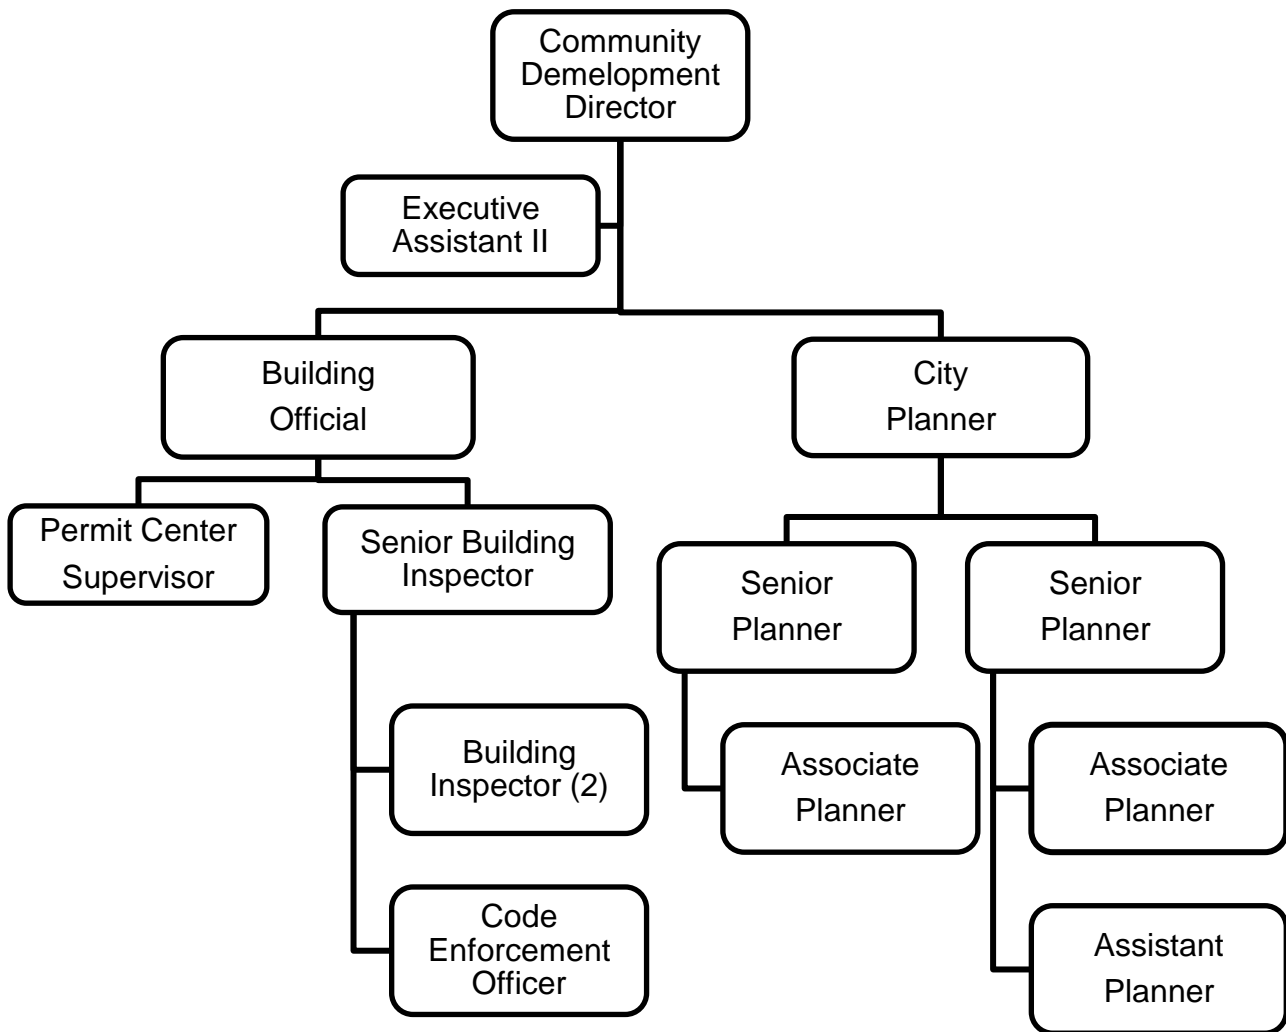 Community
Demelopment
Director
Executive
Assistant II
Building
Official
City
Planner
Permit Center
Supervisor
Senior Building
Inspector
Senior
Planner
Senior
Planner
Building
Inspector (2)
Associate
Planner
Associate
Planner
Code
Enforcement
Officer
Assistant
Planner